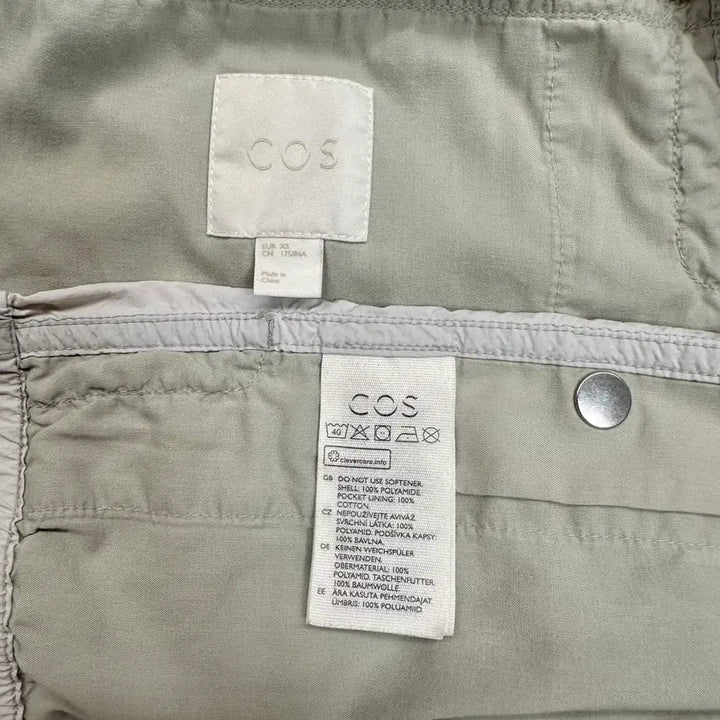 COS
EUR XS
CN 175/84A
Made in
China
COS
40
clevercare.info
GB DO NOT USE SOFTENER.
SHELL: 100% POLYAMIDE
POCKET LINING: 100%
COTTON
CZ NEPOUŽÍVEJTE AVIVÁŽ.
SVRCHNÍ LÁTKA: 100%
POLYAMID. PODŠÍVKA KAPSY:
100% BAVLNA.
DE KEINEN WEICHSPÜLER
VERWENDEN.
OBERMATERIAL: 100%
POLYAMID. TASCHENFUTTER:
100% BAUMWOLLE.
EE ÄRA KASUTA PEHMENDAJAT
ÜMBRIS: 100% POLÜAMIID.